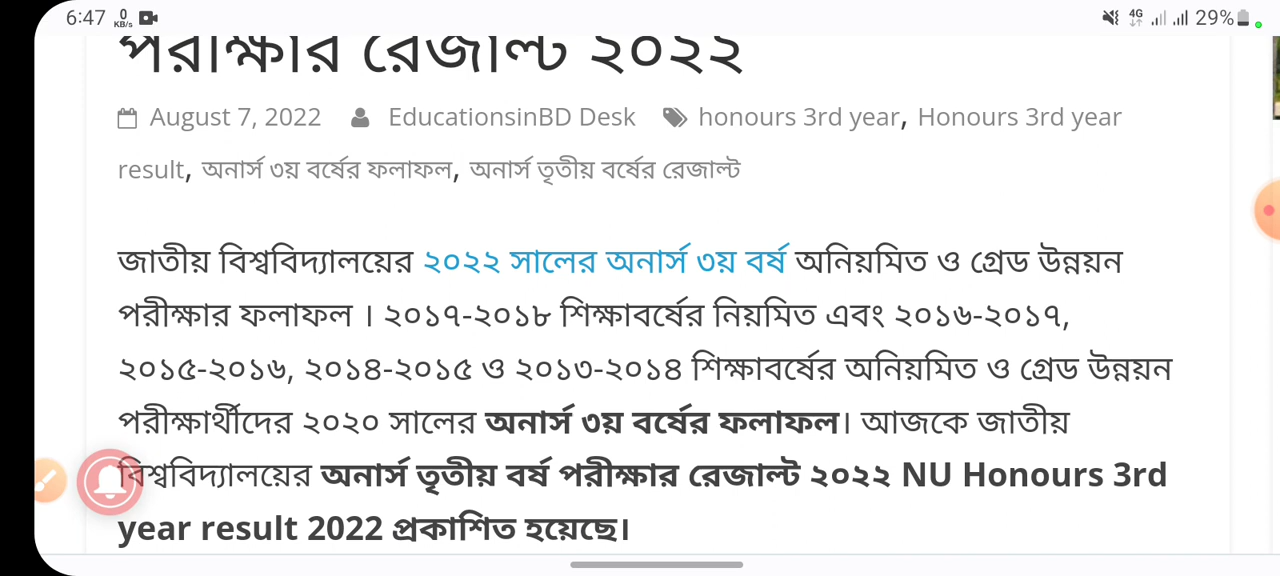 6:47 0 KB/s 4G 29%
পরীক্ষার রেজাল্ট ২০২২
August 7, 2022 EducationsinBD Desk honours 3rd year, Honours 3rd year
result, অনার্স ৩য় বর্ষের ফলাফল, অনার্স তৃতীয় বর্ষের রেজাল্ট
জাতীয় বিশ্ববিদ্যালয়ের ২০২২ সালের অনার্স ৩য় বর্ষ অনিয়মিত ও গ্রেড উন্নয়ন
পরীক্ষার ফলাফল । ২০১৭-২০১৮ শিক্ষাবর্ষের নিয়মিত এবং ২০১৬-২০১৭,
২০১৫-২০১৬, ২০১৪-২০১৫ ও ২০১৩-২০১৪ শিক্ষাবর্ষের অনিয়মিত ও গ্রেড উন্নয়ন
পরীক্ষার্থীদের ২০২০ সালের অনার্স ৩য় বর্ষের ফলাফল। আজকে জাতীয়
বিশ্ববিদ্যালয়ের অনার্স তৃতীয় বর্ষ পরীক্ষার রেজাল্ট ২০২২ NU Honours 3rd
year result 2022 প্রকাশিত হয়েছে।